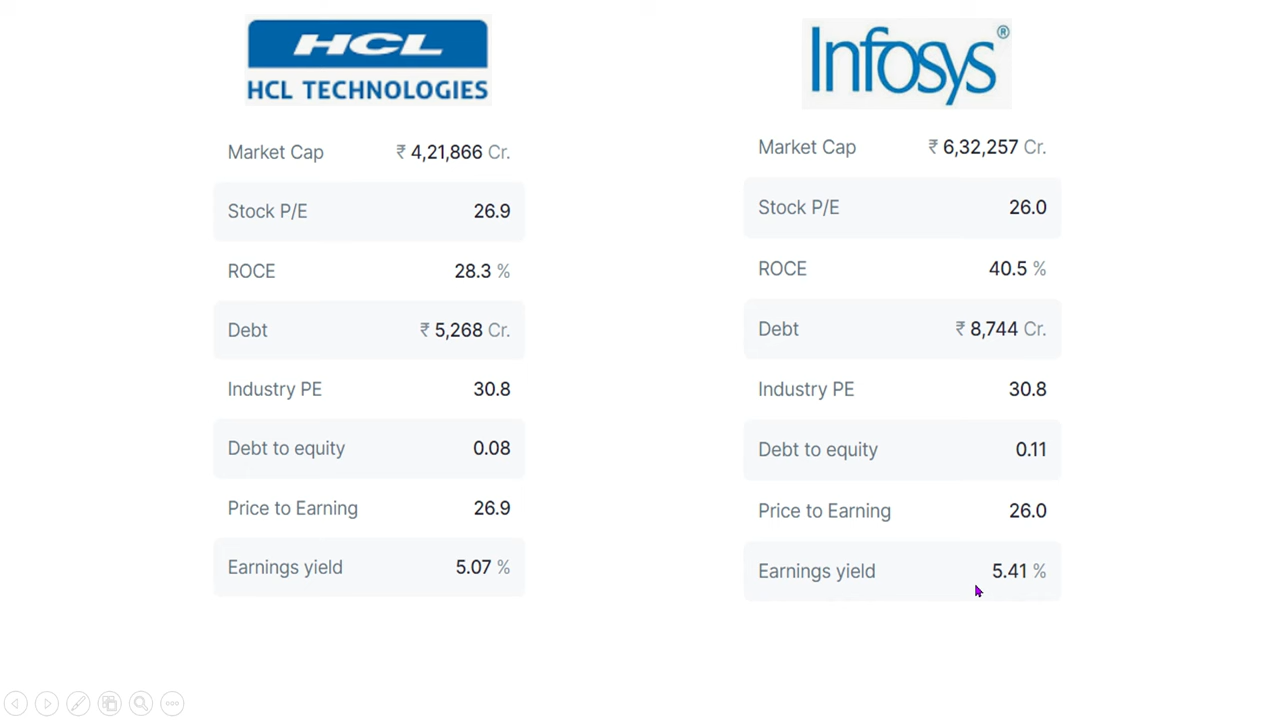 HCL
HCL TECHNOLOGIES
Market Cap ₹ 4,21,866 Cr.
Stock P/E 26.9
ROCE 28.3 %
Debt ₹ 5,268 Cr.
Industry PE 30.8
Debt to equity 0.08
Price to Earning 26.9
Earnings yield 5.07 %
Infosys®
Market Cap ₹ 6,32,257 Cr.
Stock P/E 26.0
ROCE 40.5 %
Debt ₹ 8,744 Cr.
Industry PE 30.8
Debt to equity 0.11
Price to Earning 26.0
Earnings yield 5.41 %